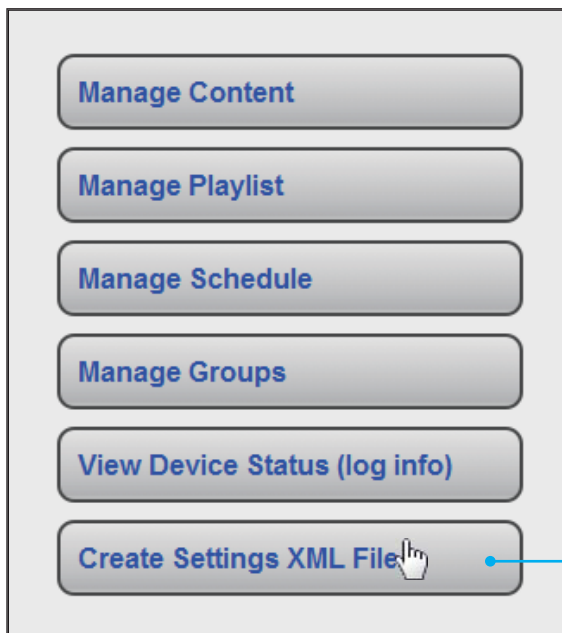 Manage Content
Manage Playlist
Manage Schedule
Manage Groups
View Device Status (log info)
Create Settings XML File